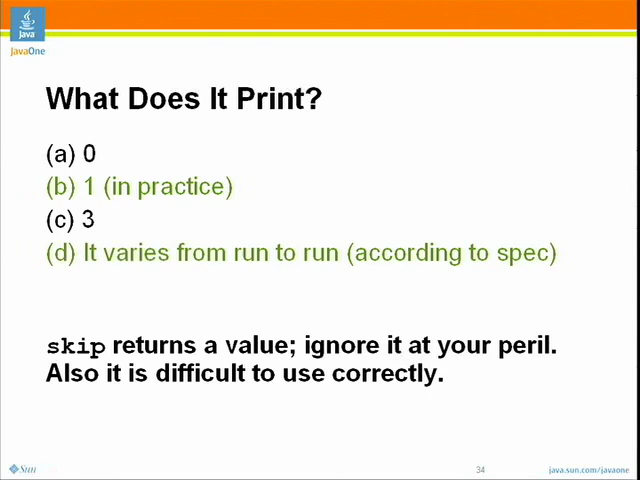 Java
JavaOne
What Does It Print?
(a) 0
(b) 1 (in practice)
(c) 3
(d) It varies from run to run (according to spec)
skip returns a value; ignore it at your peril.
Also it is difficult to use correctly.
Sun
34
java.sun.com/javaone